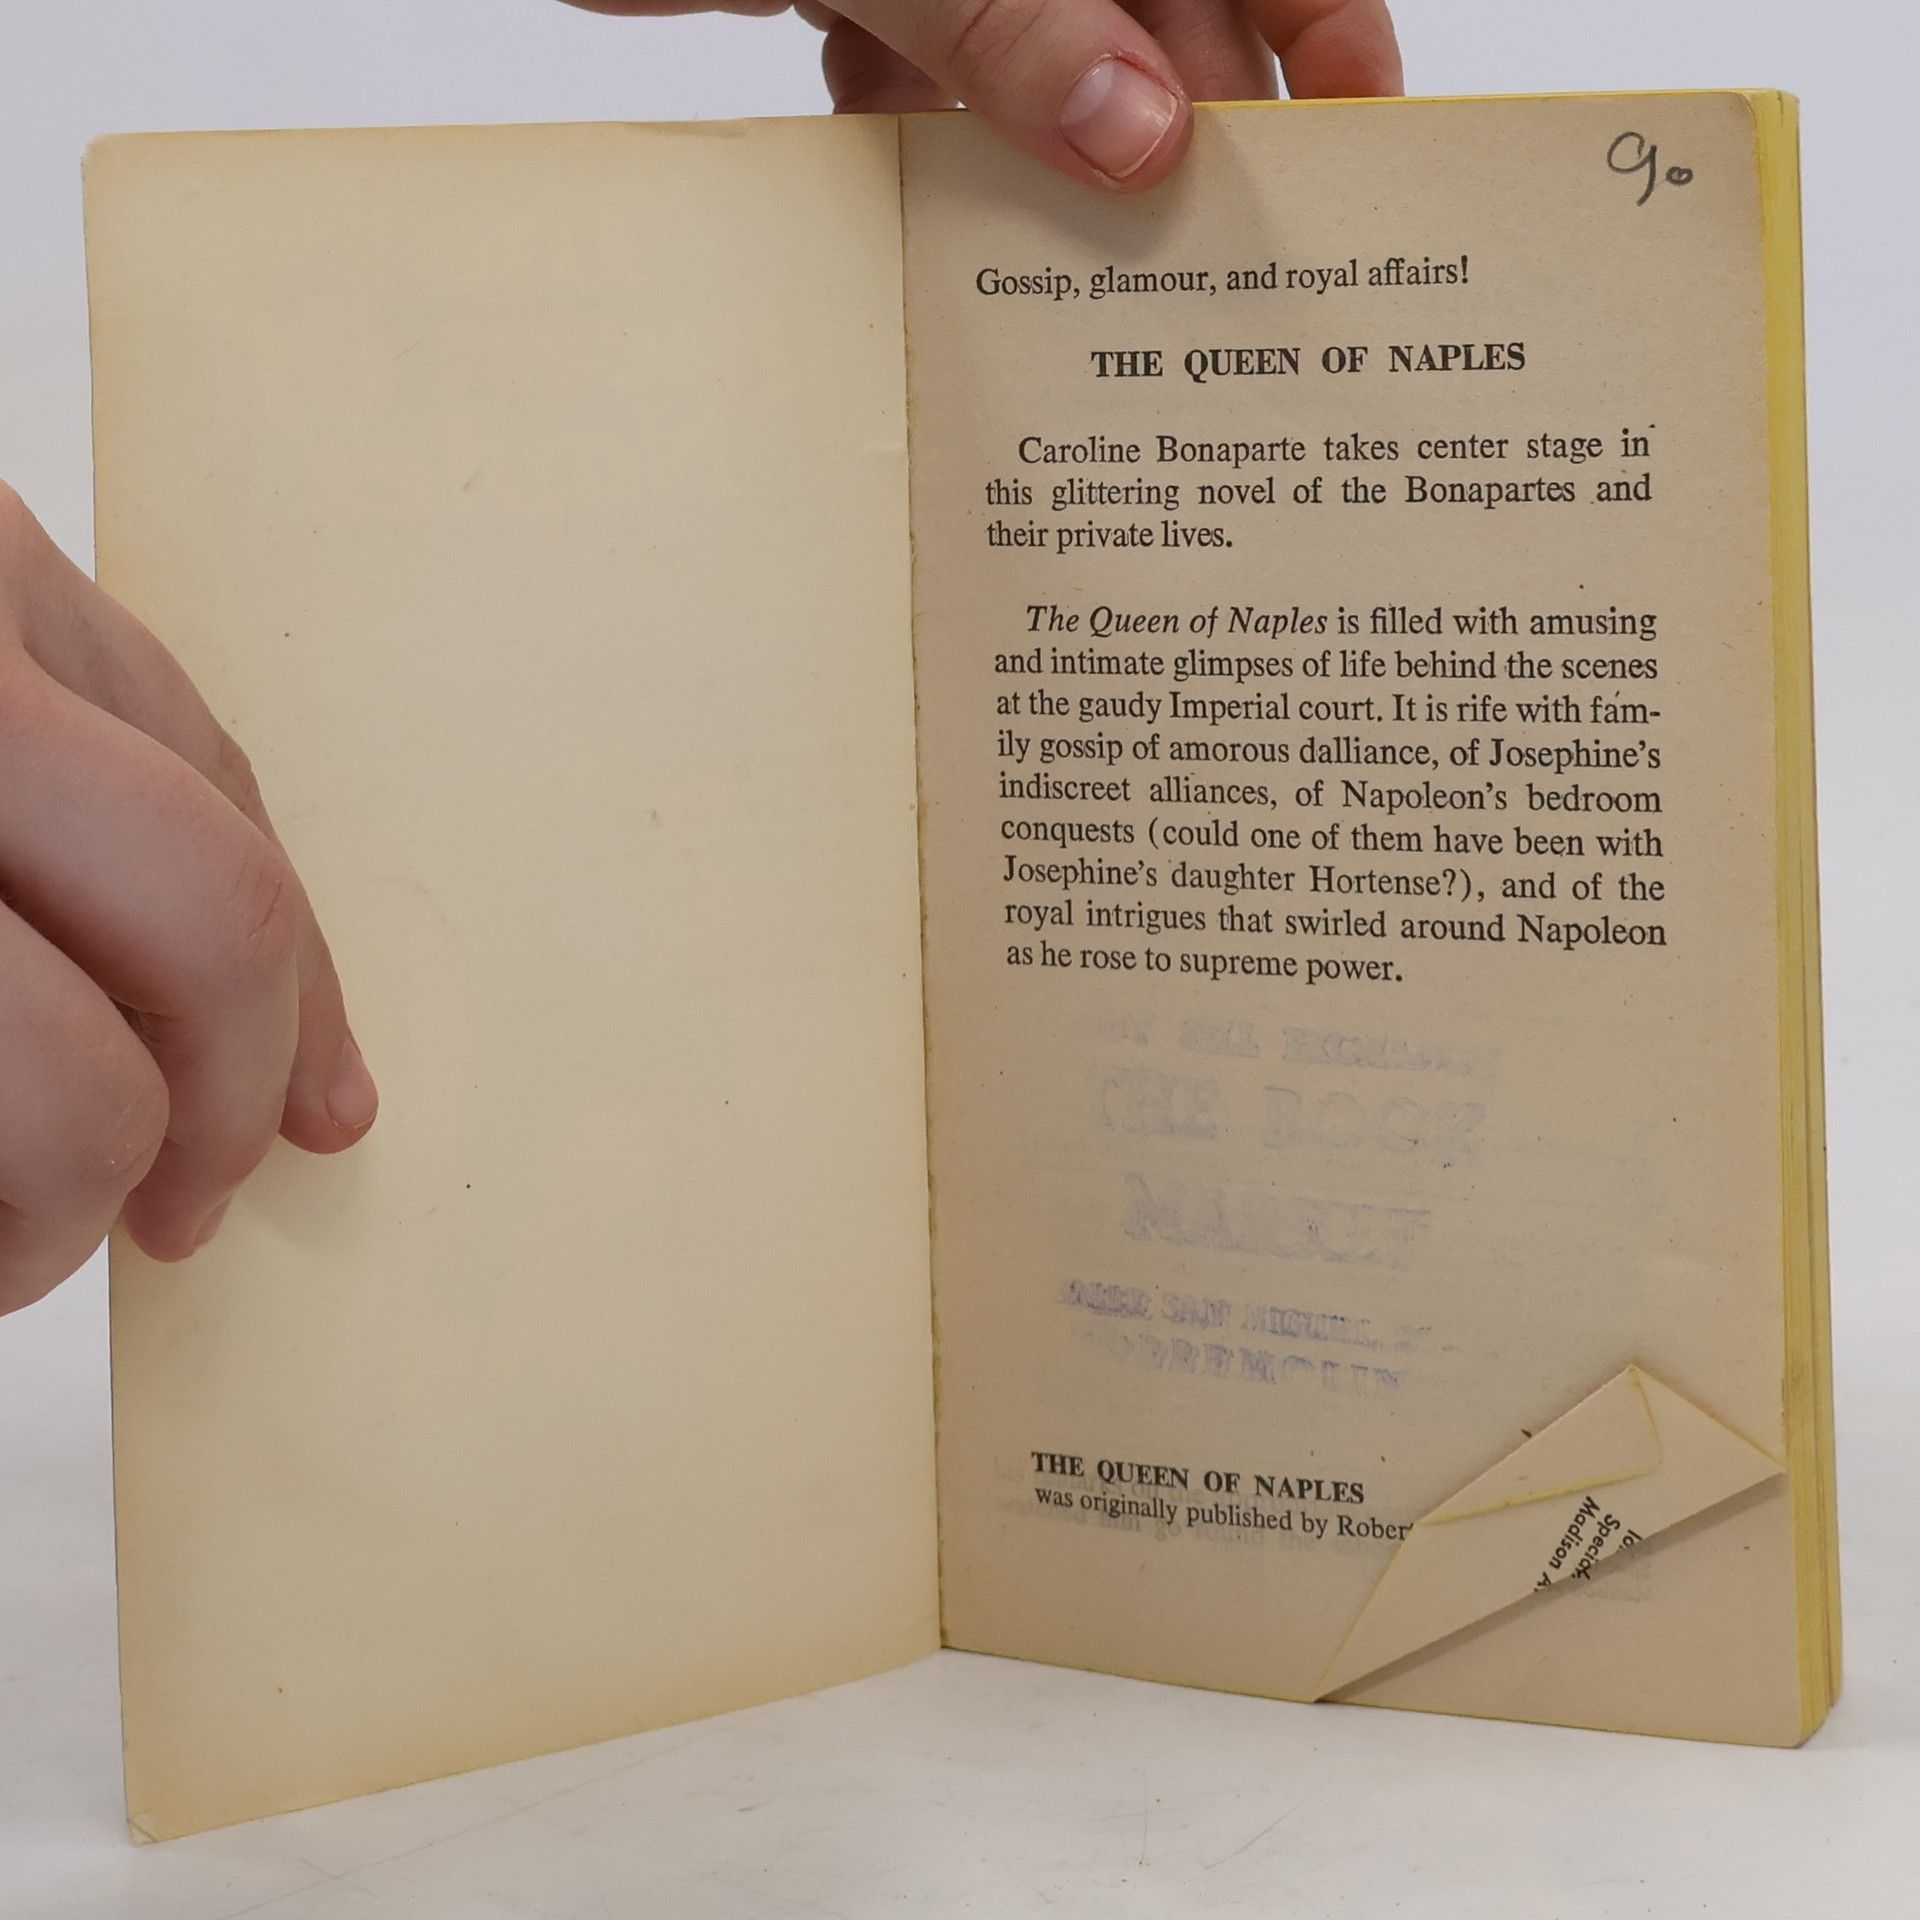 90
Gossip, glamour, and royal affairs!
THE QUEEN OF NAPLES
Caroline Bonaparte takes center stage in
this glittering novel of the Bonapartes and
their private lives.
The Queen of Naples is filled with amusing
and intimate glimpses of life behind the scenes
at the gaudy Imperial court. It is rife with fam-
ily gossip of amorous dalliance, of Josephine's
indiscreet alliances, of Napoleon's bedroom
conquests (could one of them have been with
Josephine's daughter Hortense?), and of the
royal intrigues that swirled around Napoleon
as he rose to supreme power.
THE QUEEN OF NAPLES
was originally published by Rober
Madison